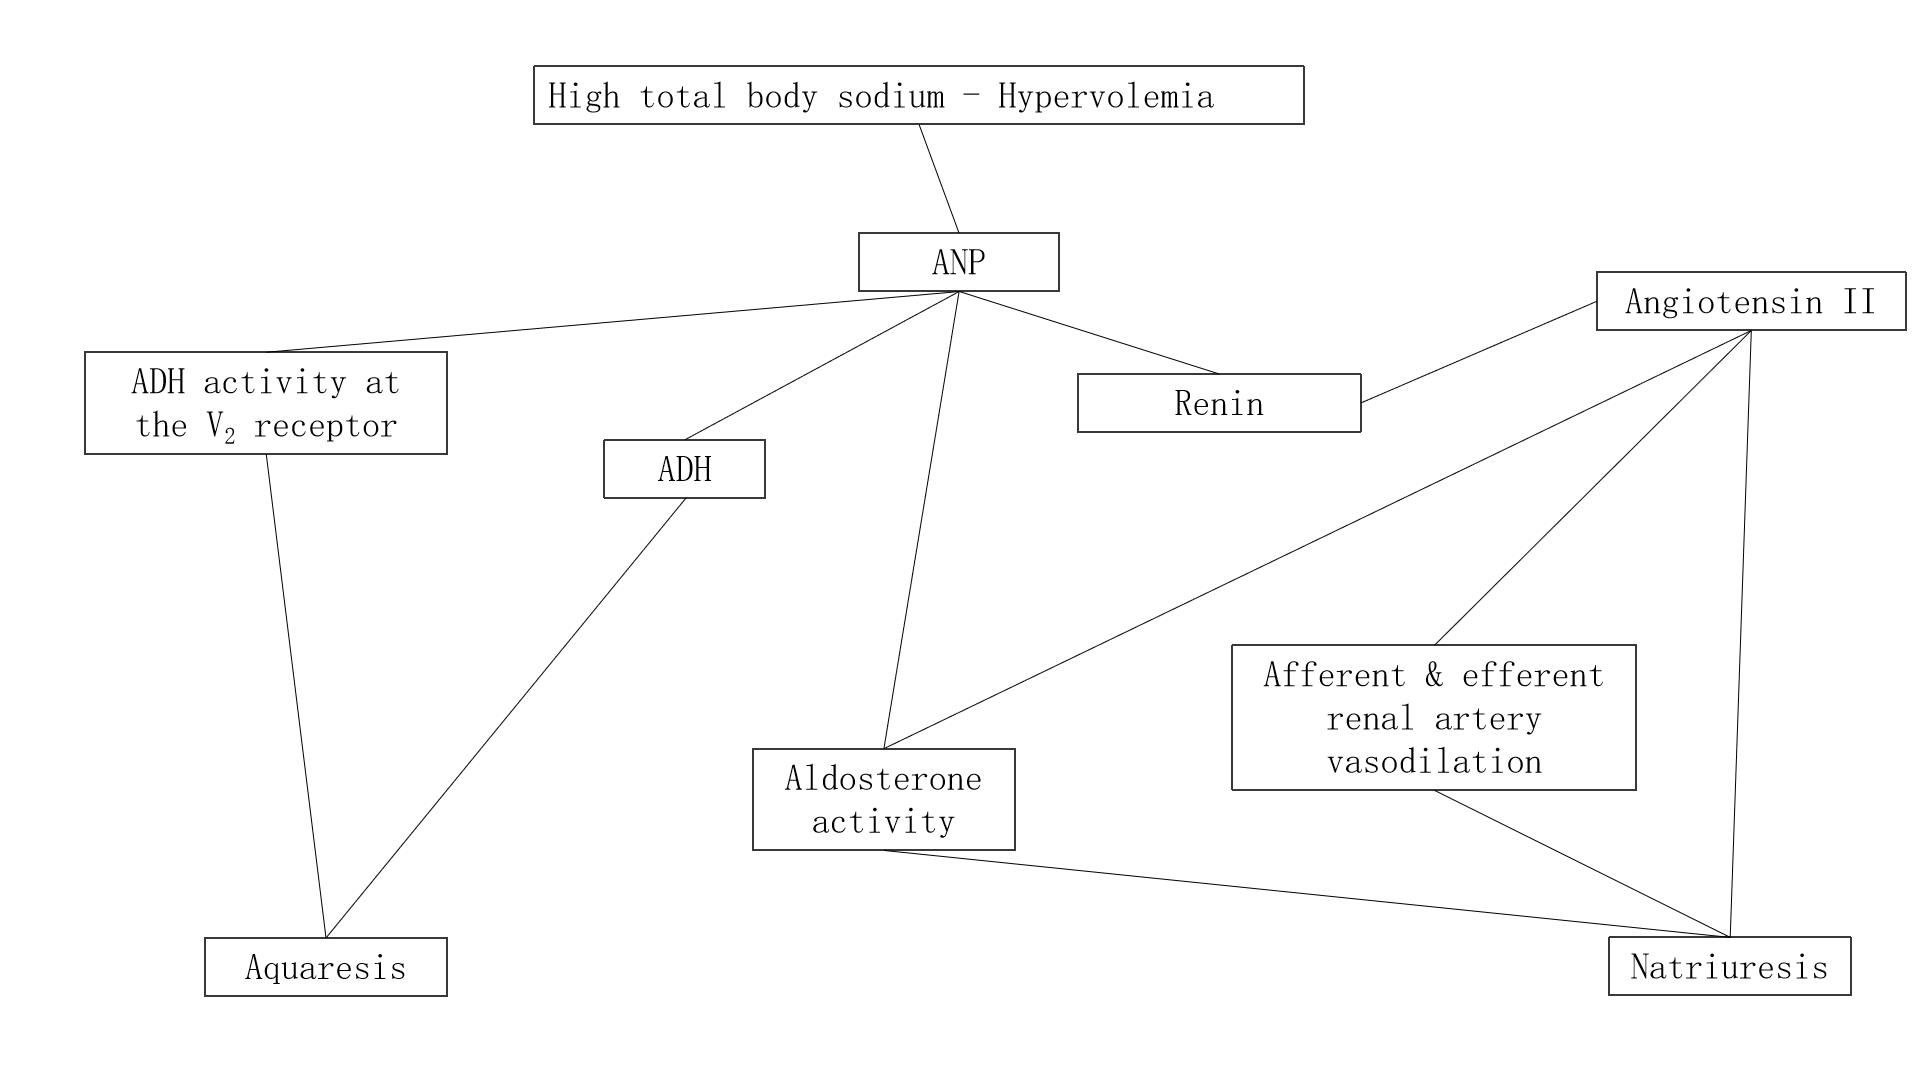 High total body sodium - Hypervolemia
ANP
Angiotensin II
ADH activity at
the V₂ receptor
Renin
ADH
Afferent & efferent
renal artery
vasodilation
Aldosterone
activity
Aquaresis
Natriuresis